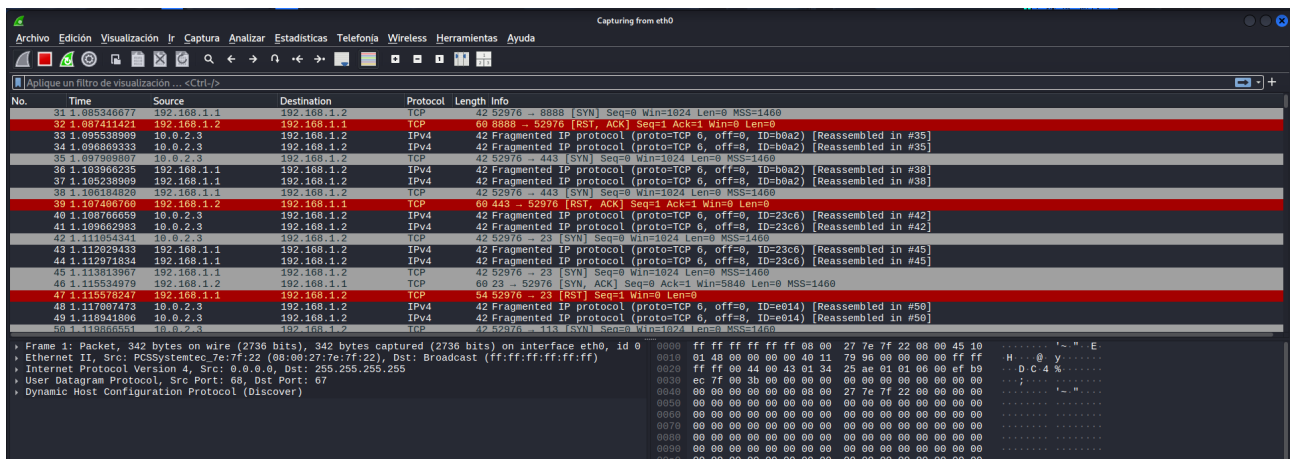 Capturing from eth0
Archivo Edición Visualización Ir Captura Analizar Estadísticas Telefonía Wireless Herramientas Ayuda
Aplique un filtro de visualización ... <Ctrl-/>
No. Time Source Destination Protocol Length Info
31 1.085346677 192.168.1.1 192.168.1.2 TCP 42 52976 → 8888 [SYN] Seq=0 Win=1024 Len=0 MSS=1460
32 1.087411421 192.168.1.2 192.168.1.1 TCP 60 8888 → 52976 [RST, ACK] Seq=1 Ack=1 Win=0 Len=0
33 1.095538909 10.0.2.3 192.168.1.2 IPv4 42 Fragmented IP protocol (proto=TCP 6, off=0, ID=b0a2) [Reassembled in #35]
34 1.096869333 10.0.2.3 192.168.1.2 IPv4 42 Fragmented IP protocol (proto=TCP 6, off=8, ID=b0a2) [Reassembled in #35]
35 1.097909807 10.0.2.3 192.168.1.2 TCP 42 52976 → 443 [SYN] Seq=0 Win=1024 Len=0 MSS=1460
36 1.103966235 192.168.1.1 192.168.1.2 IPv4 42 Fragmented IP protocol (proto=TCP 6, off=0, ID=b0a2) [Reassembled in #38]
37 1.105238909 192.168.1.1 192.168.1.2 IPv4 42 Fragmented IP protocol (proto=TCP 6, off=8, ID=b0a2) [Reassembled in #38]
38 1.106184820 192.168.1.1 192.168.1.2 TCP 42 52976 → 443 [SYN] Seq=0 Win=1024 Len=0 MSS=1460
39 1.107406760 192.168.1.2 192.168.1.1 TCP 60 443 → 52976 [RST, ACK] Seq=1 Ack=1 Win=0 Len=0
40 1.108766659 10.0.2.3 192.168.1.2 IPv4 42 Fragmented IP protocol (proto=TCP 6, off=0, ID=23c6) [Reassembled in #42]
41 1.109662983 10.0.2.3 192.168.1.2 IPv4 42 Fragmented IP protocol (proto=TCP 6, off=8, ID=23c6) [Reassembled in #42]
42 1.111054341 10.0.2.3 192.168.1.2 TCP 42 52976 → 23 [SYN] Seq=0 Win=1024 Len=0 MSS=1460
43 1.112029433 192.168.1.1 192.168.1.2 IPv4 42 Fragmented IP protocol (proto=TCP 6, off=0, ID=23c6) [Reassembled in #45]
44 1.112971834 192.168.1.1 192.168.1.2 IPv4 42 Fragmented IP protocol (proto=TCP 6, off=8, ID=23c6) [Reassembled in #45]
45 1.113813967 192.168.1.1 192.168.1.2 TCP 42 52976 → 23 [SYN] Seq=0 Win=1024 Len=0 MSS=1460
46 1.115534979 192.168.1.2 192.168.1.1 TCP 60 23 → 52976 [SYN, ACK] Seq=0 Ack=1 Win=5840 Len=0 MSS=1460
47 1.115578247 192.168.1.1 192.168.1.2 TCP 54 52976 → 23 [RST] Seq=1 Win=0 Len=0
48 1.117007473 10.0.2.3 192.168.1.2 IPv4 42 Fragmented IP protocol (proto=TCP 6, off=0, ID=e014) [Reassembled in #50]
49 1.118941806 10.0.2.3 192.168.1.2 IPv4 42 Fragmented IP protocol (proto=TCP 6, off=8, ID=e014) [Reassembled in #50]
50 1.119866551 10.0.2.3 192.168.1.2 TCP 42 52976 → 113 [SYN] Seq=0 Win=1024 Len=0 MSS=1460
Frame 1: Packet, 342 bytes on wire (2736 bits), 342 bytes captured (2736 bits) on interface eth0, id 0
Ethernet II, Src: PCSSystemtec_7e:7f:22 (08:00:27:7e:7f:22), Dst: Broadcast (ff:ff:ff:ff:ff:ff)
Internet Protocol Version 4, Src: 0.0.0.0, Dst: 255.255.255.255
User Datagram Protocol, Src Port: 68, Dst Port: 67
Dynamic Host Configuration Protocol (Discover)
0000 ff ff ff ff ff ff 08 00 27 7e 7f 22 08 00 45 10 ········ '~·"··E·
0010 01 48 00 00 00 00 40 11 79 96 00 00 00 00 ff ff ·H····@· y·······
0020 ff ff 00 44 00 43 01 34 25 ae 01 01 06 00 ef b9 ···D·C·4 %·······
0030 ec 7f 00 3b 00 00 00 00 00 00 00 00 00 00 00 00 ···;···· ········
0040 00 00 00 00 00 00 08 00 27 7e 7f 22 00 00 00 00 ········ '~·"····
0050 00 00 00 00 00 00 00 00 00 00 00 00 00 00 00 00 ········ ········
0060 00 00 00 00 00 00 00 00 00 00 00 00 00 00 00 00 ········ ········
0070 00 00 00 00 00 00 00 00 00 00 00 00 00 00 00 00 ········ ········
0080 00 00 00 00 00 00 00 00 00 00 00 00 00 00 00 00 ········ ········
0090 00 00 00 00 00 00 00 00 00 00 00 00 00 00 00 00 ········ ········